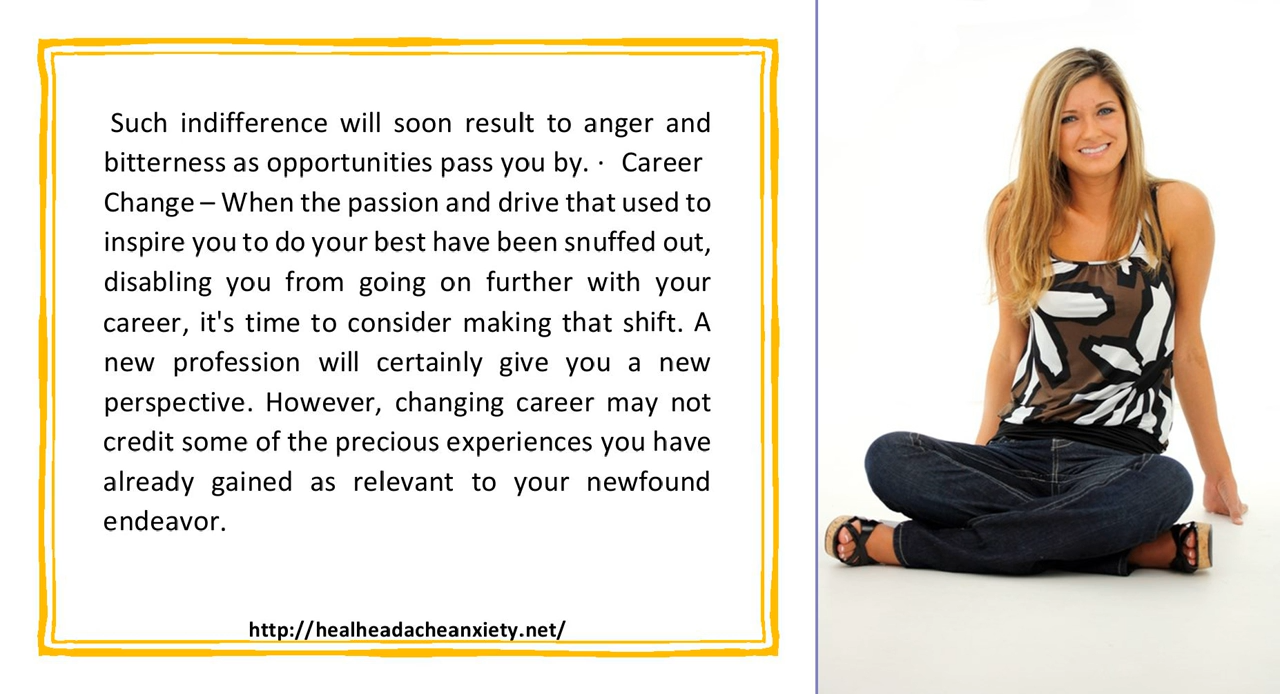 Such indifference will soon result to anger and
bitterness as opportunities pass you by. · Career
Change – When the passion and drive that used to
inspire you to do your best have been snuffed out,
disabling you from going on further with your
career, it's time to consider making that shift. A
new profession will certainly give you a new
perspective. However, changing career may not
credit some of the precious experiences you have
already gained as relevant to your newfound
endeavor.
http://healheadacheanxiety.net/